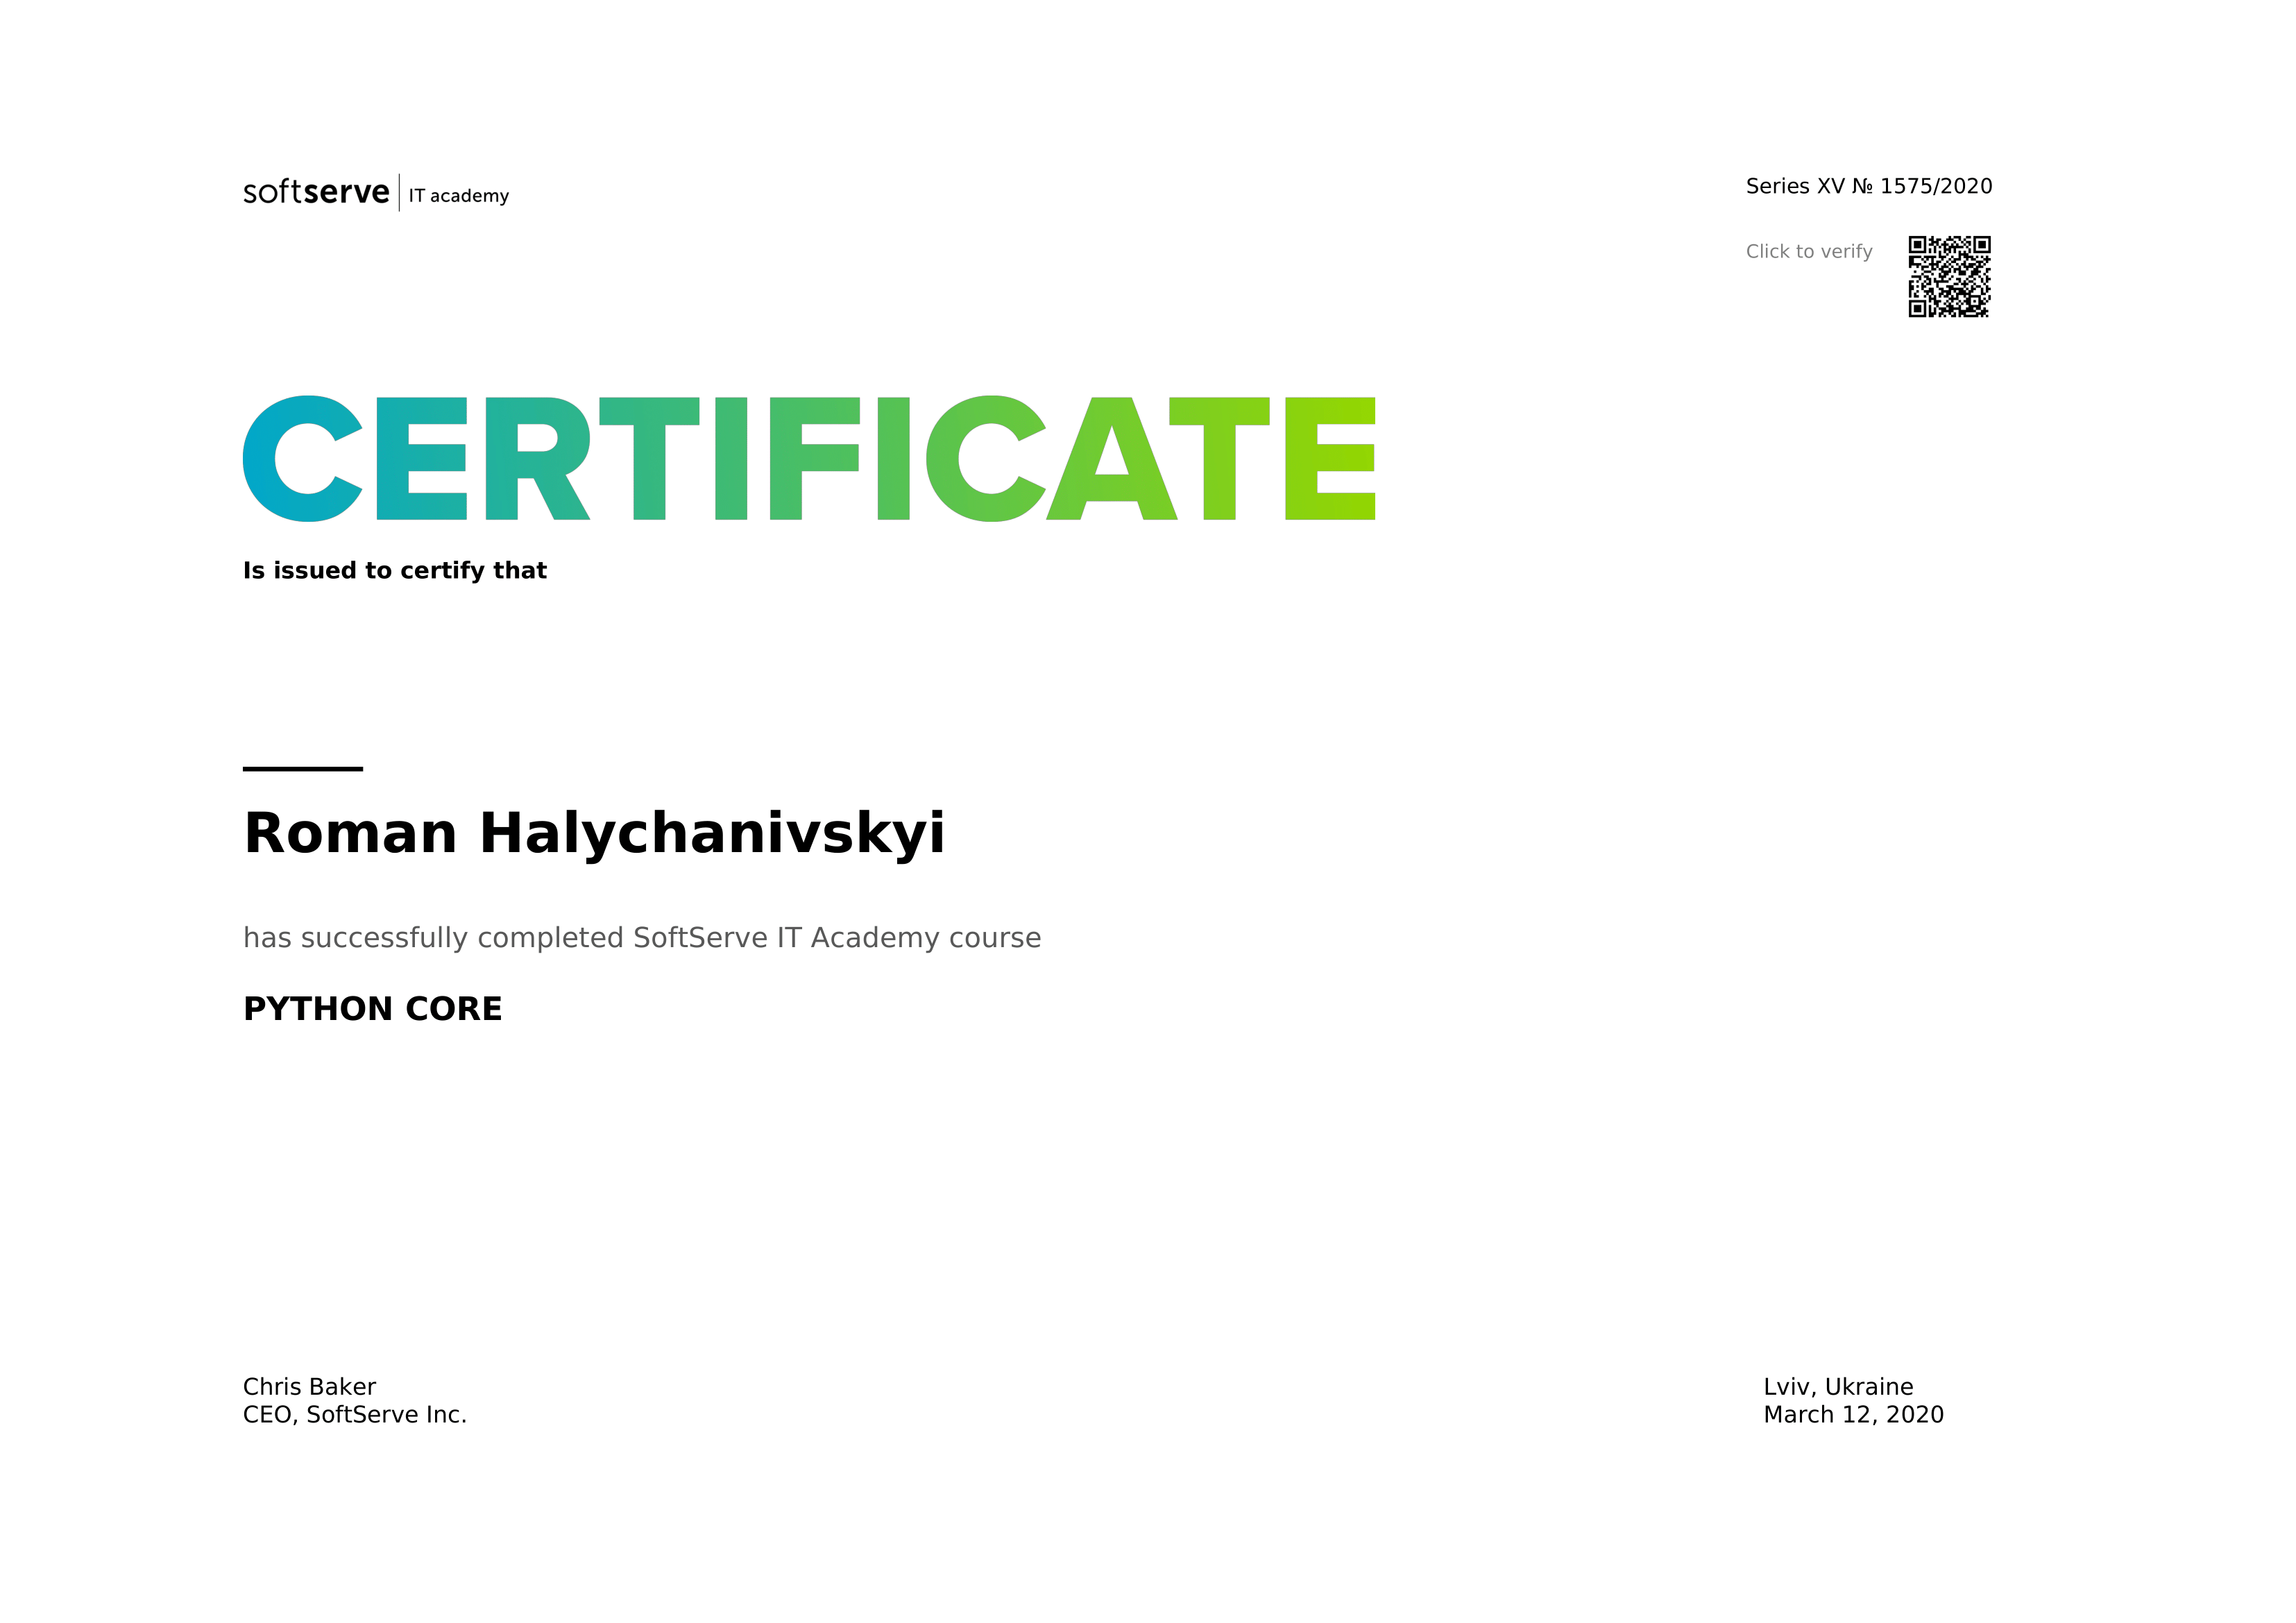 softserve IT academy
Series XV № 1575/2020
Click to verify
CERTIFICATE
Is issued to certify that
Roman Halychanivskyi
has successfully completed SoftServe IT Academy course
PYTHON CORE
Chris Baker
CEO, SoftServe Inc.
Lviv, Ukraine
March 12, 2020